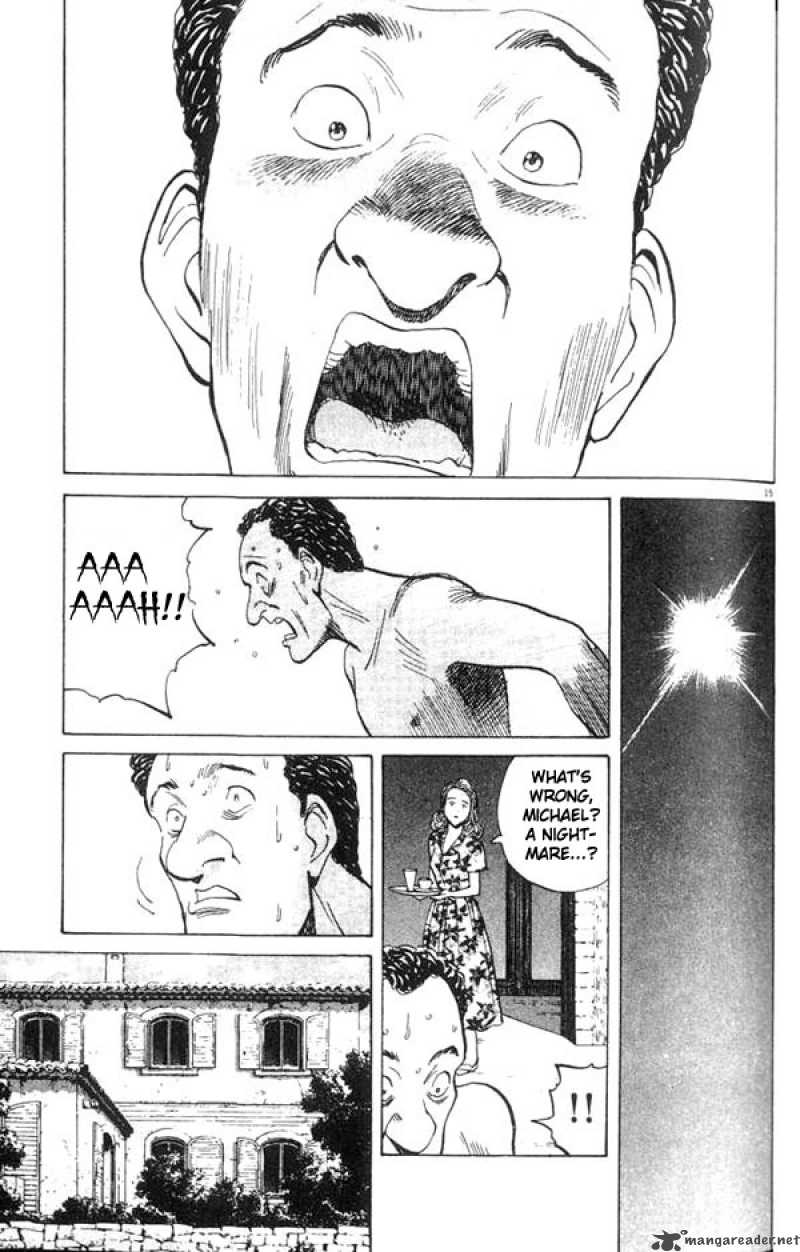 15
AAA
AAAH!!
WHAT'S
WRONG,
MICHAEL?
A NIGHT-
MARE...?
!!
mangareader.net